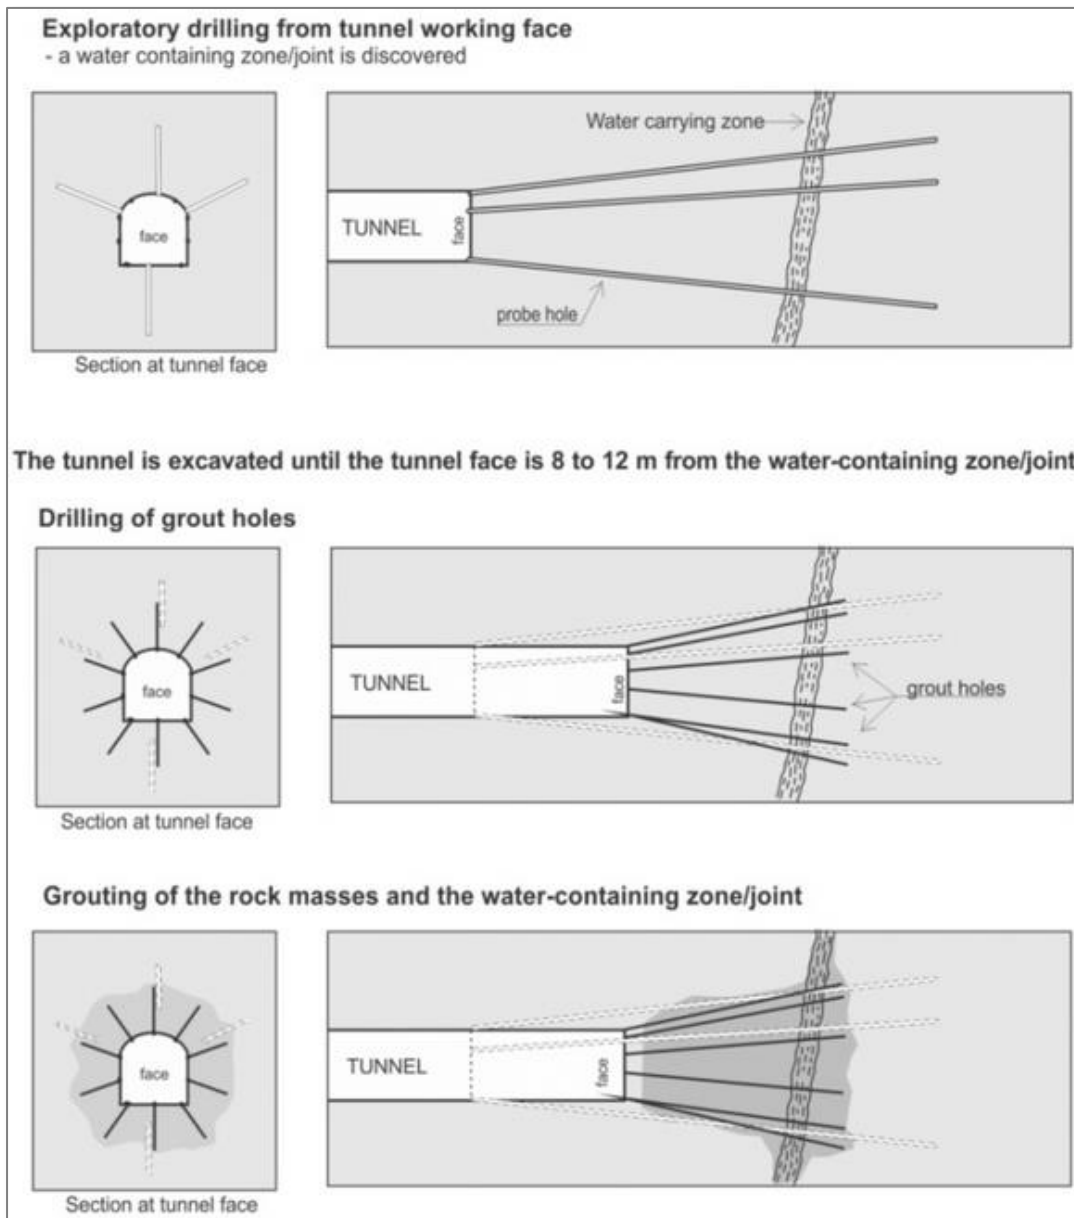 Exploratory drilling from tunnel working face
- a water containing zone/joint is discovered
Water carrying zone
face
TUNNEL
face
probe hole
Section at tunnel face
The tunnel is excavated until the tunnel face is 8 to 12 m from the water-containing zone/joint
Drilling of grout holes
face
TUNNEL
face
grout holes
Section at tunnel face
Grouting of the rock masses and the water-containing zone/joint
face
TUNNEL
face
Section at tunnel face